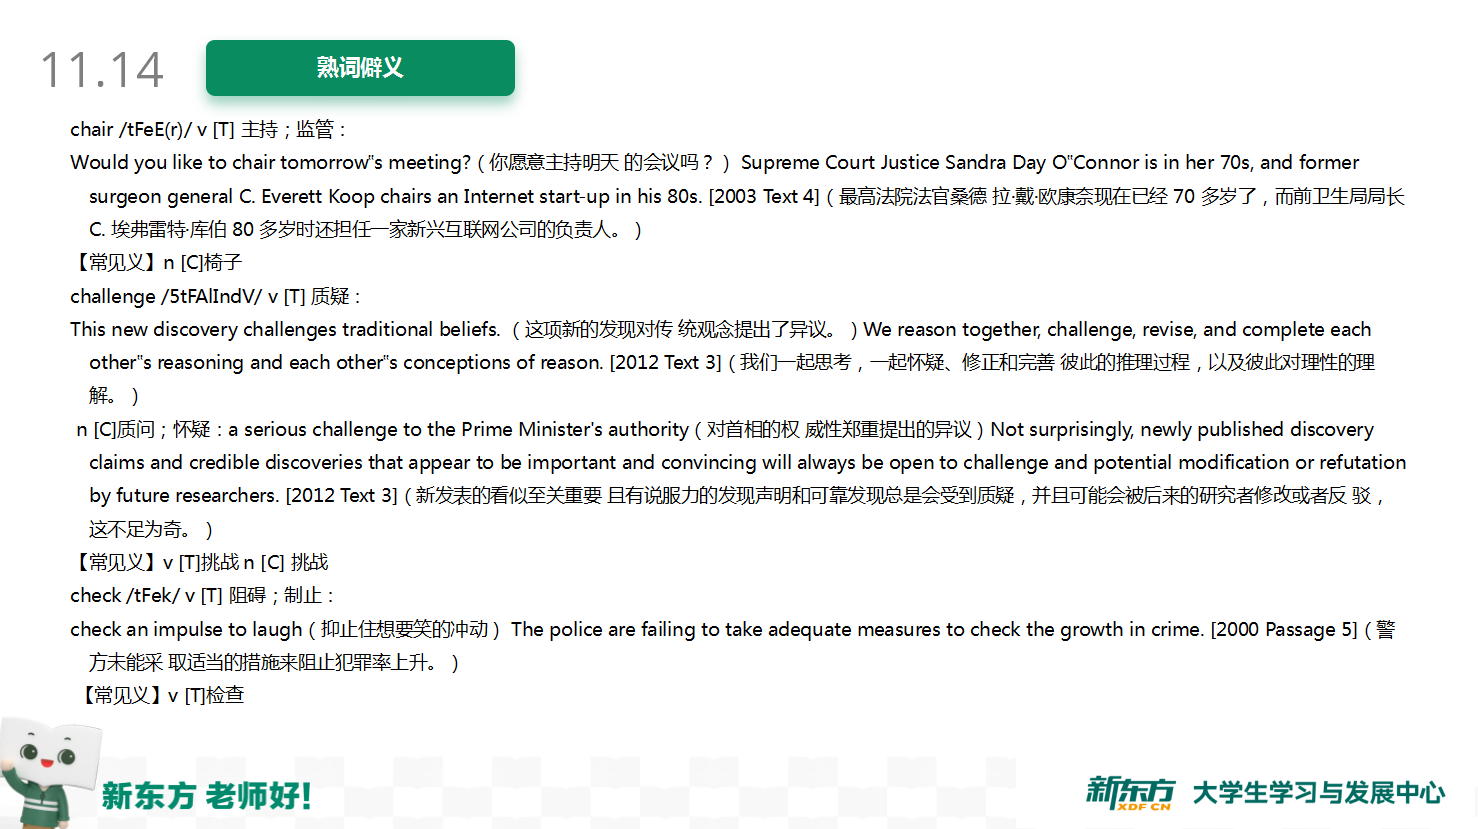 11.14
熟词僻义
chair /tFeE(r)/ v [T] 主持；监管：
Would you like to chair tomorrow‟s meeting?（你愿意主持明天 的会议吗？） Supreme Court Justice Sandra Day O‟Connor is in her 70s, and former
surgeon general C. Everett Koop chairs an Internet start-up in his 80s. [2003 Text 4]（最高法院法官桑德 拉·戴·欧康奈现在已经 70 多岁了，而前卫生局局长
C. 埃弗雷特·库伯 80 多岁时还担任一家新兴互联网公司的负责人。）
【常见义】n [C]椅子
challenge /5tFAlIndV/ v [T] 质疑：
This new discovery challenges traditional beliefs. （这项新的发现对传 统观念提出了异议。）We reason together, challenge, revise, and complete each
other‟s reasoning and each other‟s conceptions of reason. [2012 Text 3]（我们一起思考，一起怀疑、修正和完善 彼此的推理过程，以及彼此对理性的理
解。）
n [C]质问；怀疑：a serious challenge to the Prime Minister's authority（对首相的权 威性郑重提出的异议）Not surprisingly, newly published discovery
claims and credible discoveries that appear to be important and convincing will always be open to challenge and potential modification or refutation
by future researchers. [2012 Text 3]（新发表的看似至关重要 且有说服力的发现声明和可靠发现总是会受到质疑，并且可能会被后来的研究者修改或者反 驳，
这不足为奇。）
【常见义】v [T]挑战 n [C] 挑战
check /tFek/ v [T] 阻碍；制止：
check an impulse to laugh（抑止住想要笑的冲动） The police are failing to take adequate measures to check the growth in crime. [2000 Passage 5]（警
方未能采 取适当的措施来阻止犯罪率上升。）
【常见义】v [T]检查
新东方 老师好!
新东方 XDF.CN 大学生学习与发展中心